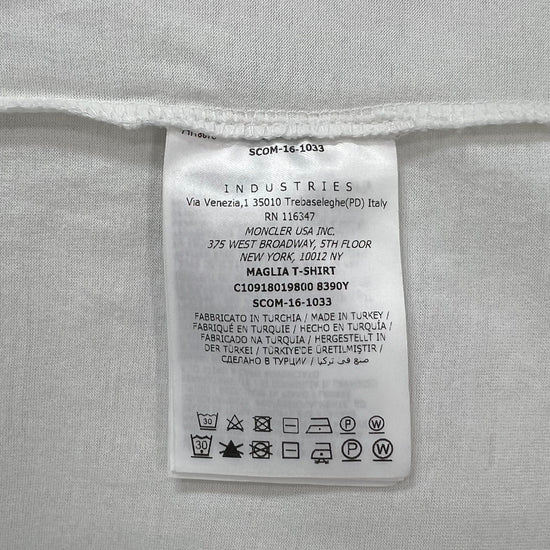 SCOM-16-1033
INDUSTRIES
Via Venezia,1 35010 Trebaseleghe(PD) Italy
RN 116347
MONCLER USA INC,
375 WEST BROADWAY, 5TH FLOOR
NEW YORK, 10012 NY
MAGLIA T-SHIRT
C10918019800 8390Y
SCOM-16-1033
FABBRICATO IN TURCHIA / MADE IN TURKEY /
FABRIQUÉ EN TURQUIE / HECHO EN TURQUÍA /
FABRICADO NA TURQUIA / HERGESTELLT IN
DER TÜRKEI / TÜRKİYE'DE ÜRETİLMİŞTİR /
СДЕЛАНО В ТУРЦИИ / صنع في تركيا
30 P W
30 P W